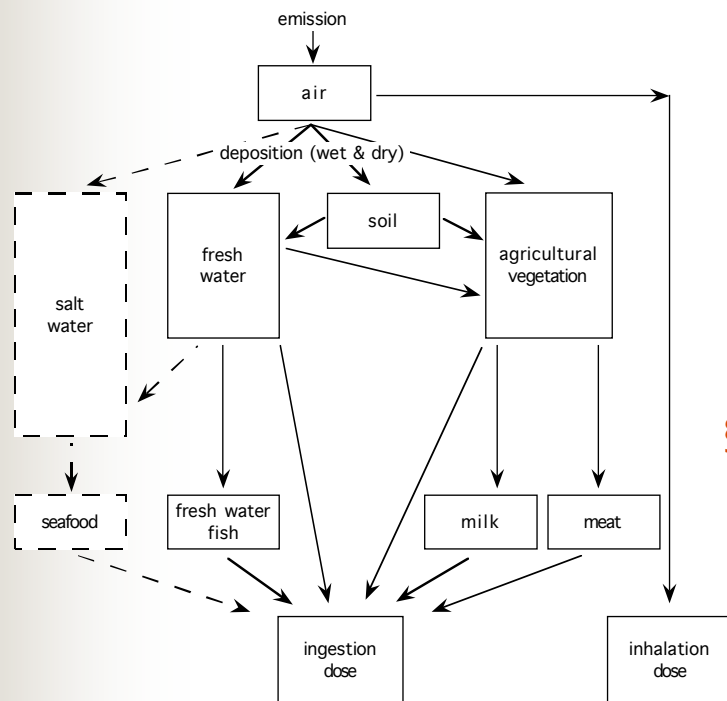 emission
air
deposition (wet & dry)
soil
fresh
water
agricultural
vegetation
salt
water
seafood
fresh water
fish
milk
meat
ingestion
dose
inhalation
dose